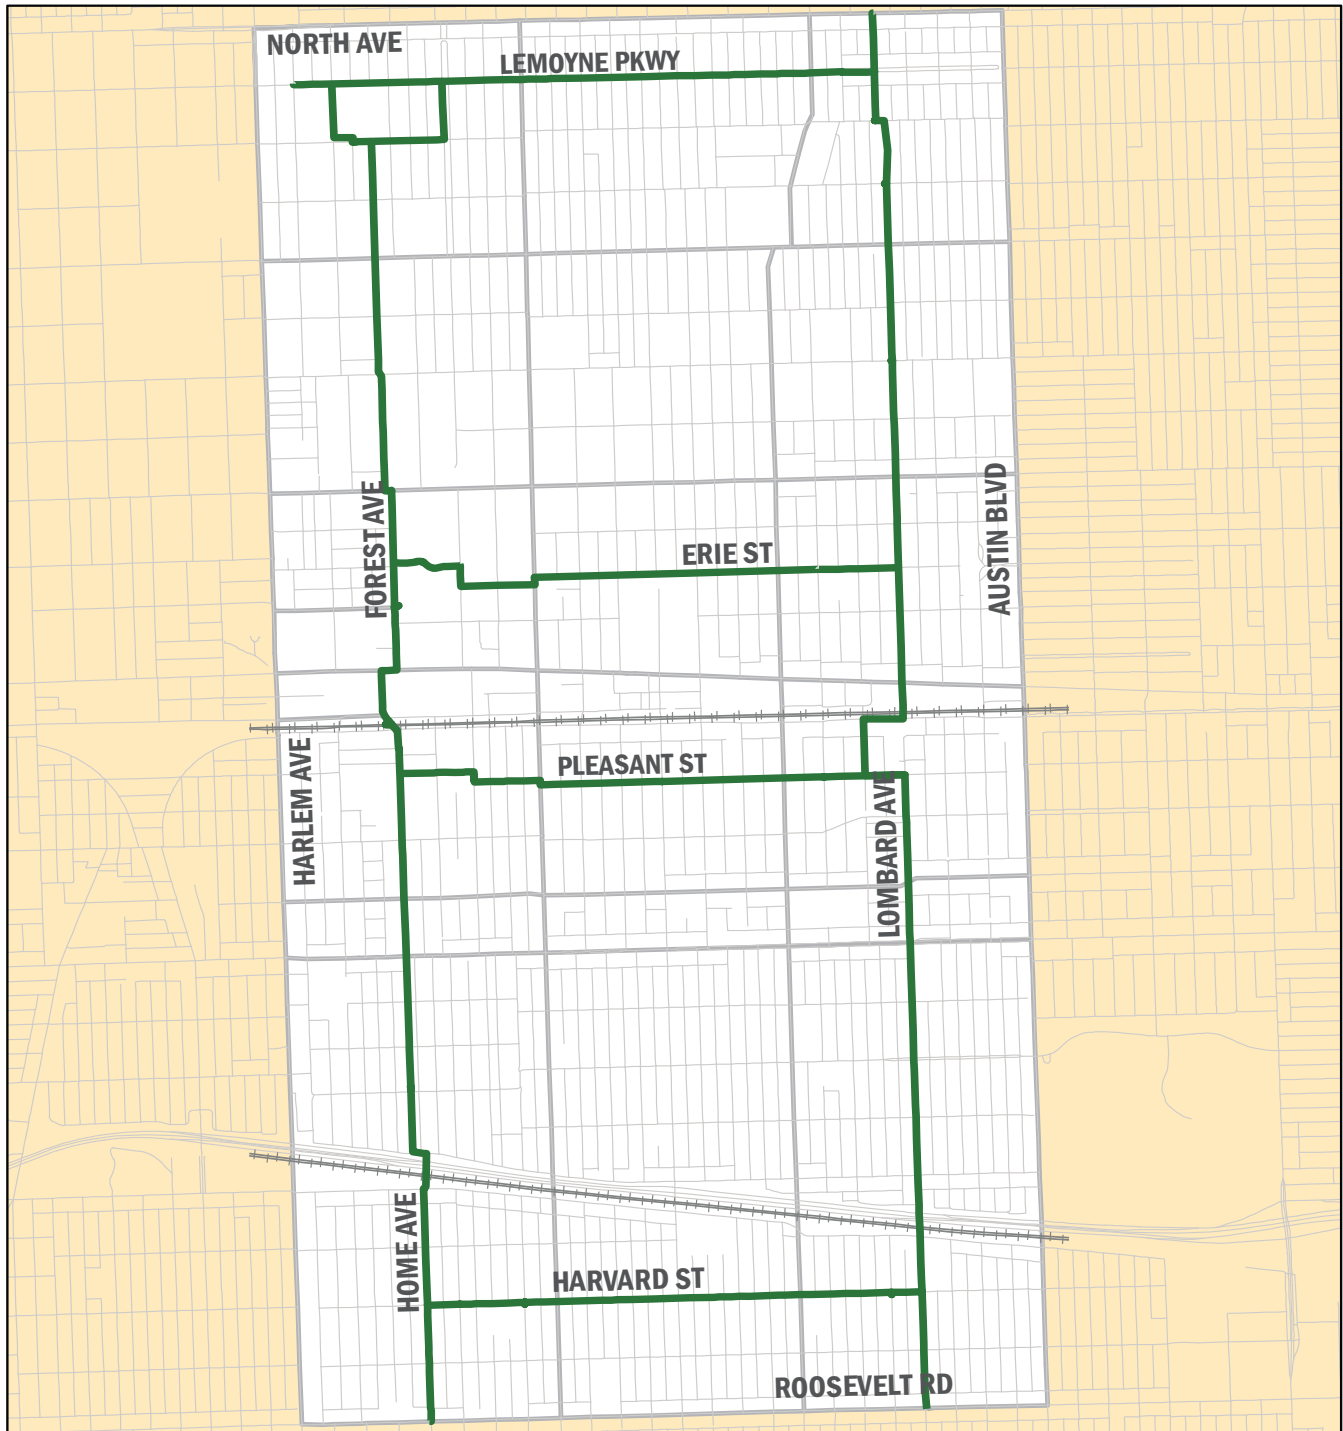 NORTH AVE
LEMOYNE PKWY
FOREST AVE
ERIE ST
AUSTIN BLVD
HARLEM AVE
PLEASANT ST
LOMBARD AVE
HOME AVE
HARVARD ST
ROOSEVELT RD